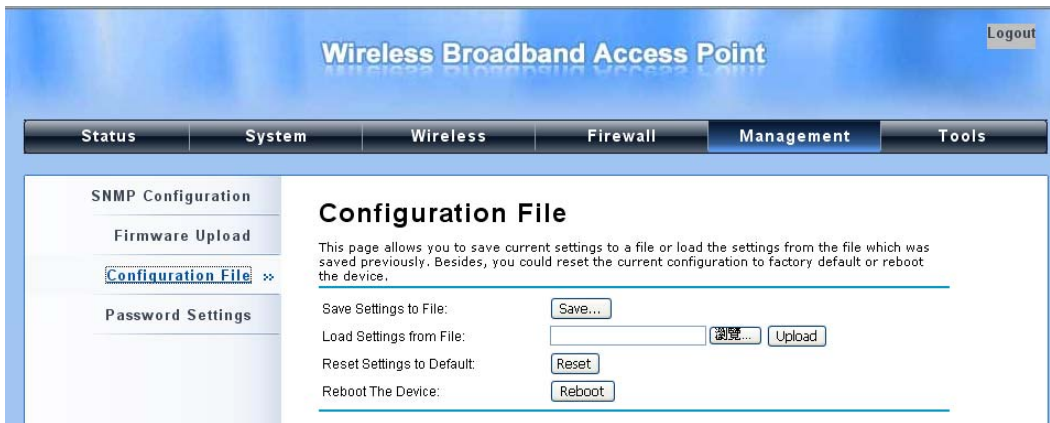 Wireless Broadband Access Point
Logout
Status System Wireless Firewall Management Tools
SNMP Configuration
Firmware Upload
Configuration File »
Password Settings
Configuration File
This page allows you to save current settings to a file or load the settings from the file which was
saved previously. Besides, you could reset the current configuration to factory default or reboot
the device.
Save Settings to File: Save...
Load Settings from File: 瀏覽... Upload
Reset Settings to Default: Reset
Reboot The Device: Reboot